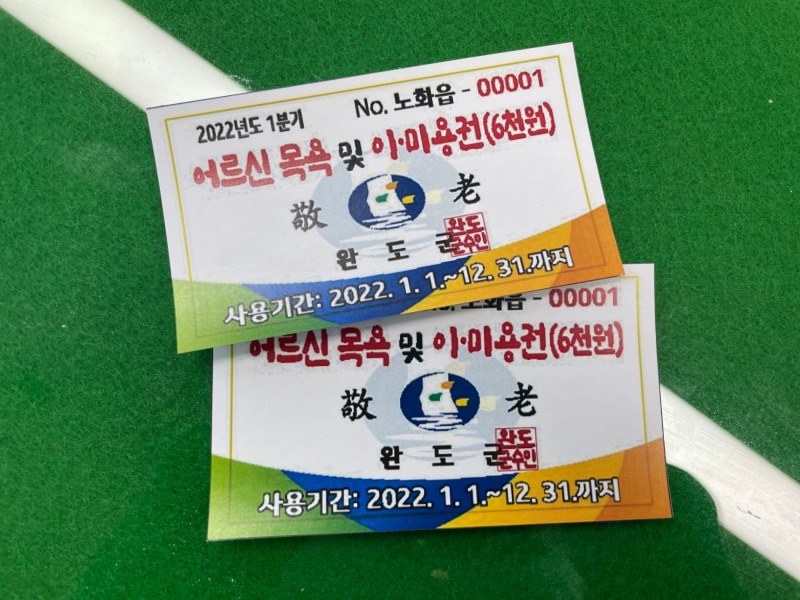 2022년도 1분기
No. 노화읍 - 00001
어르신 목욕 및 이·미용권(6천원)
敬 老
완 도 군
완도
군수인
사용기간: 2022. 1. 1.~12. 31.까지
노화읍 - 00001
어르신 목욕 및 이·미용권(6천원)
敬 老
완 도 군
완도
군수인
사용기간: 2022. 1. 1.~12. 31.까지